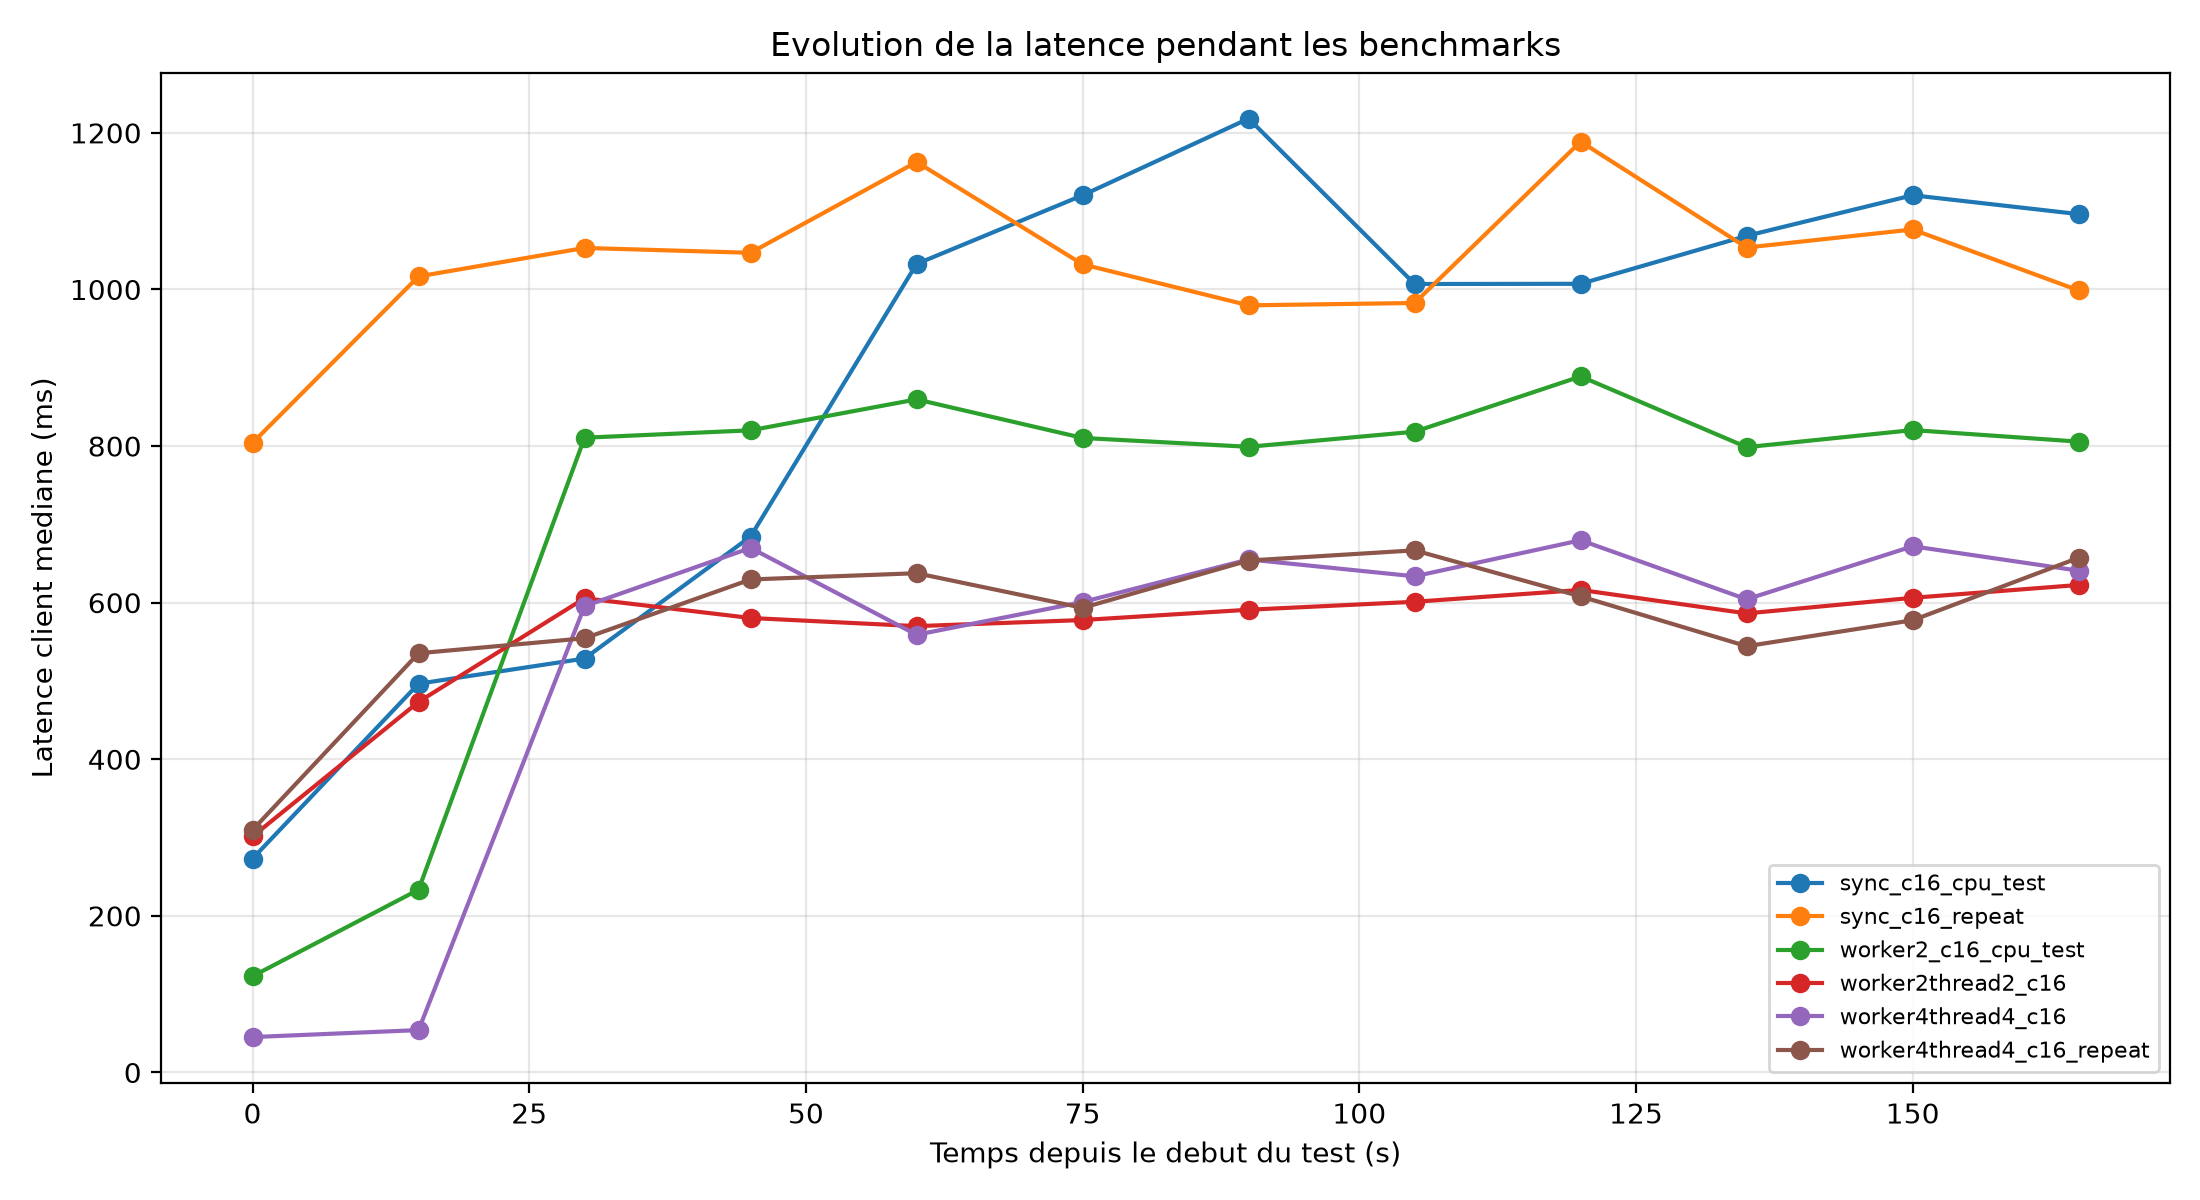 Evolution de la latence pendant les benchmarks
Latence client mediane (ms)
1200
1000
800
600
400
200
0
0 25 50 75 100 125 150
Temps depuis le debut du test (s)
sync_c16_cpu_test
sync_c16_repeat
worker2_c16_cpu_test
worker2thread2_c16
worker4thread4_c16
worker4thread4_c16_repeat